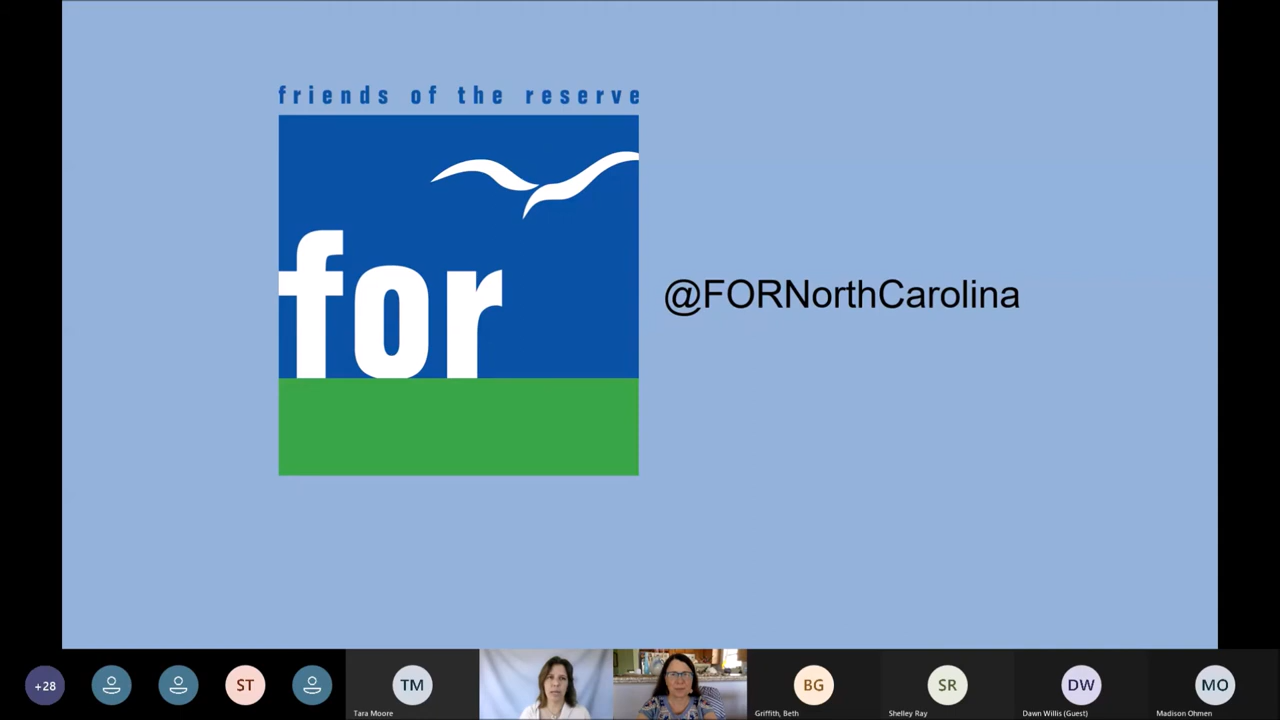 friends of the reserve
for
@FORNorthCarolina
+28
ST
TM
Tara Moore
BG
Griffith, Beth
SR
Shelley Ray
DW
Dawn Willis (Guest)
MO
Madison Ohmen